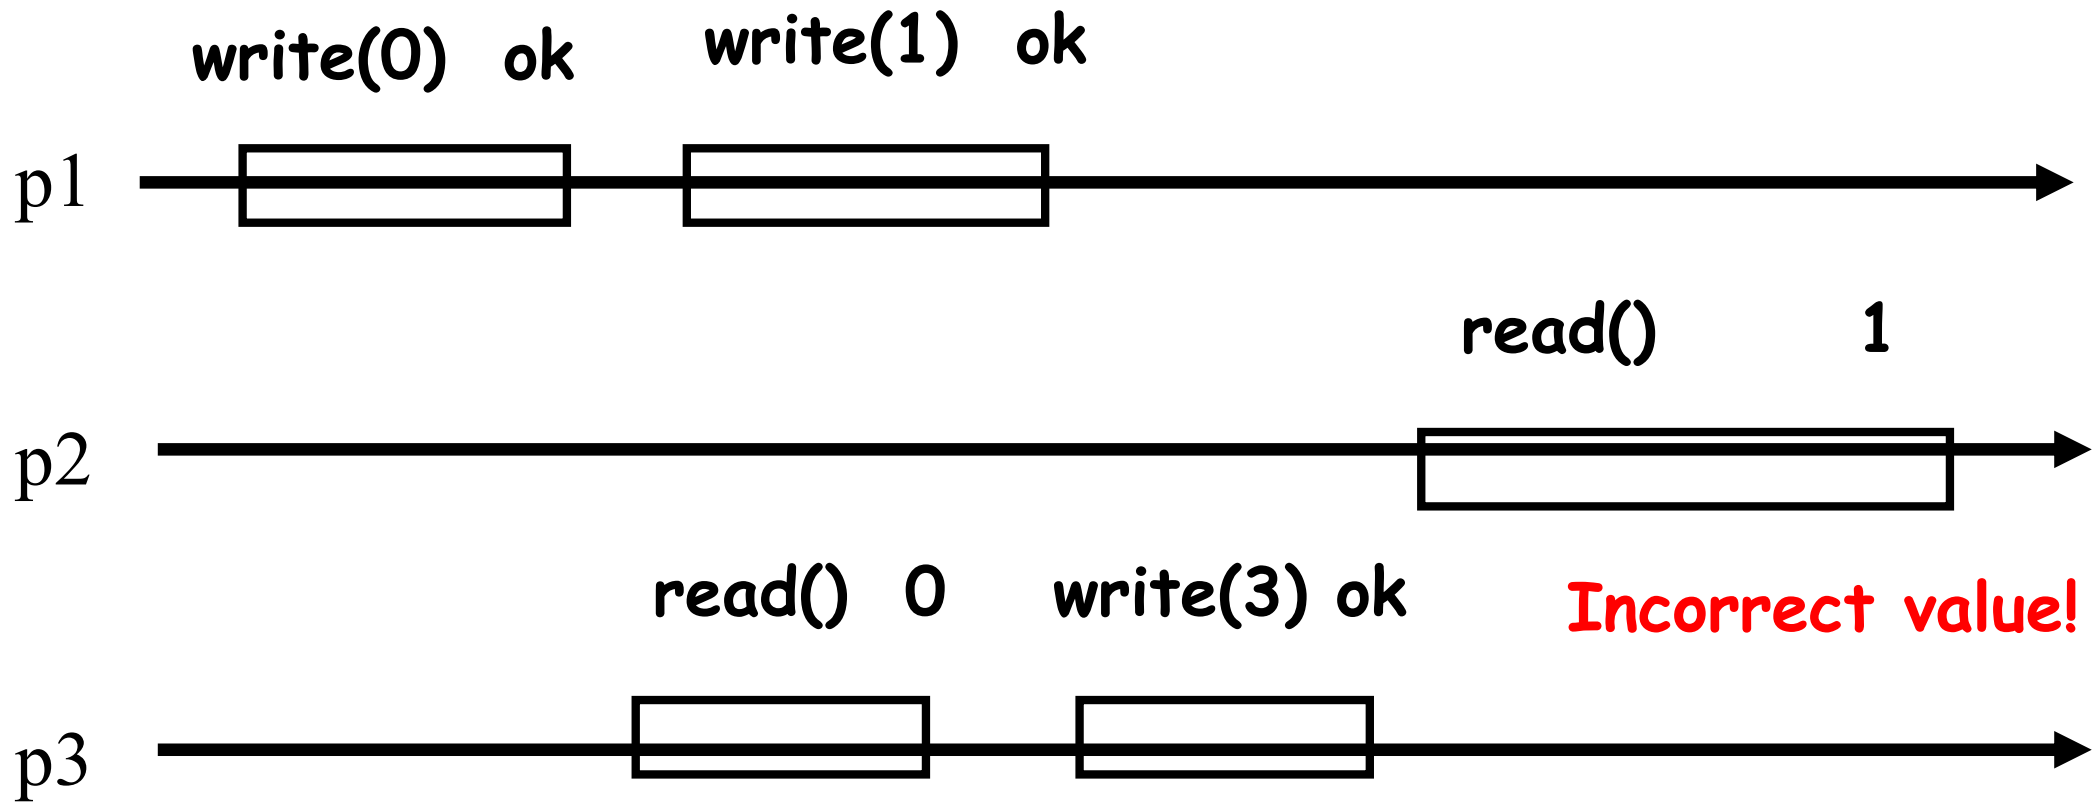 write(0) ok write(1) ok
p1
read() 1
p2
read() 0 write(3) ok Incorrect value!
p3